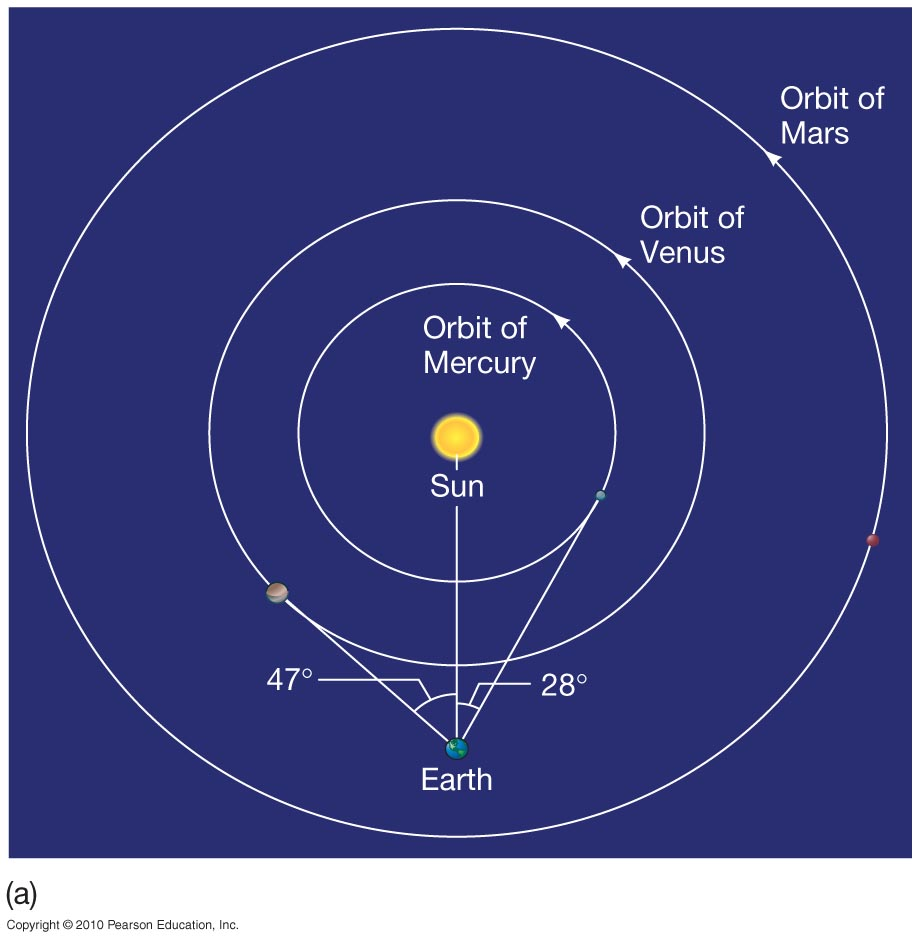 Orbit of
Mars
Orbit of
Venus
Orbit of
Mercury
Sun
47°
28°
Earth
(a)
Copyright © 2010 Pearson Education, Inc.